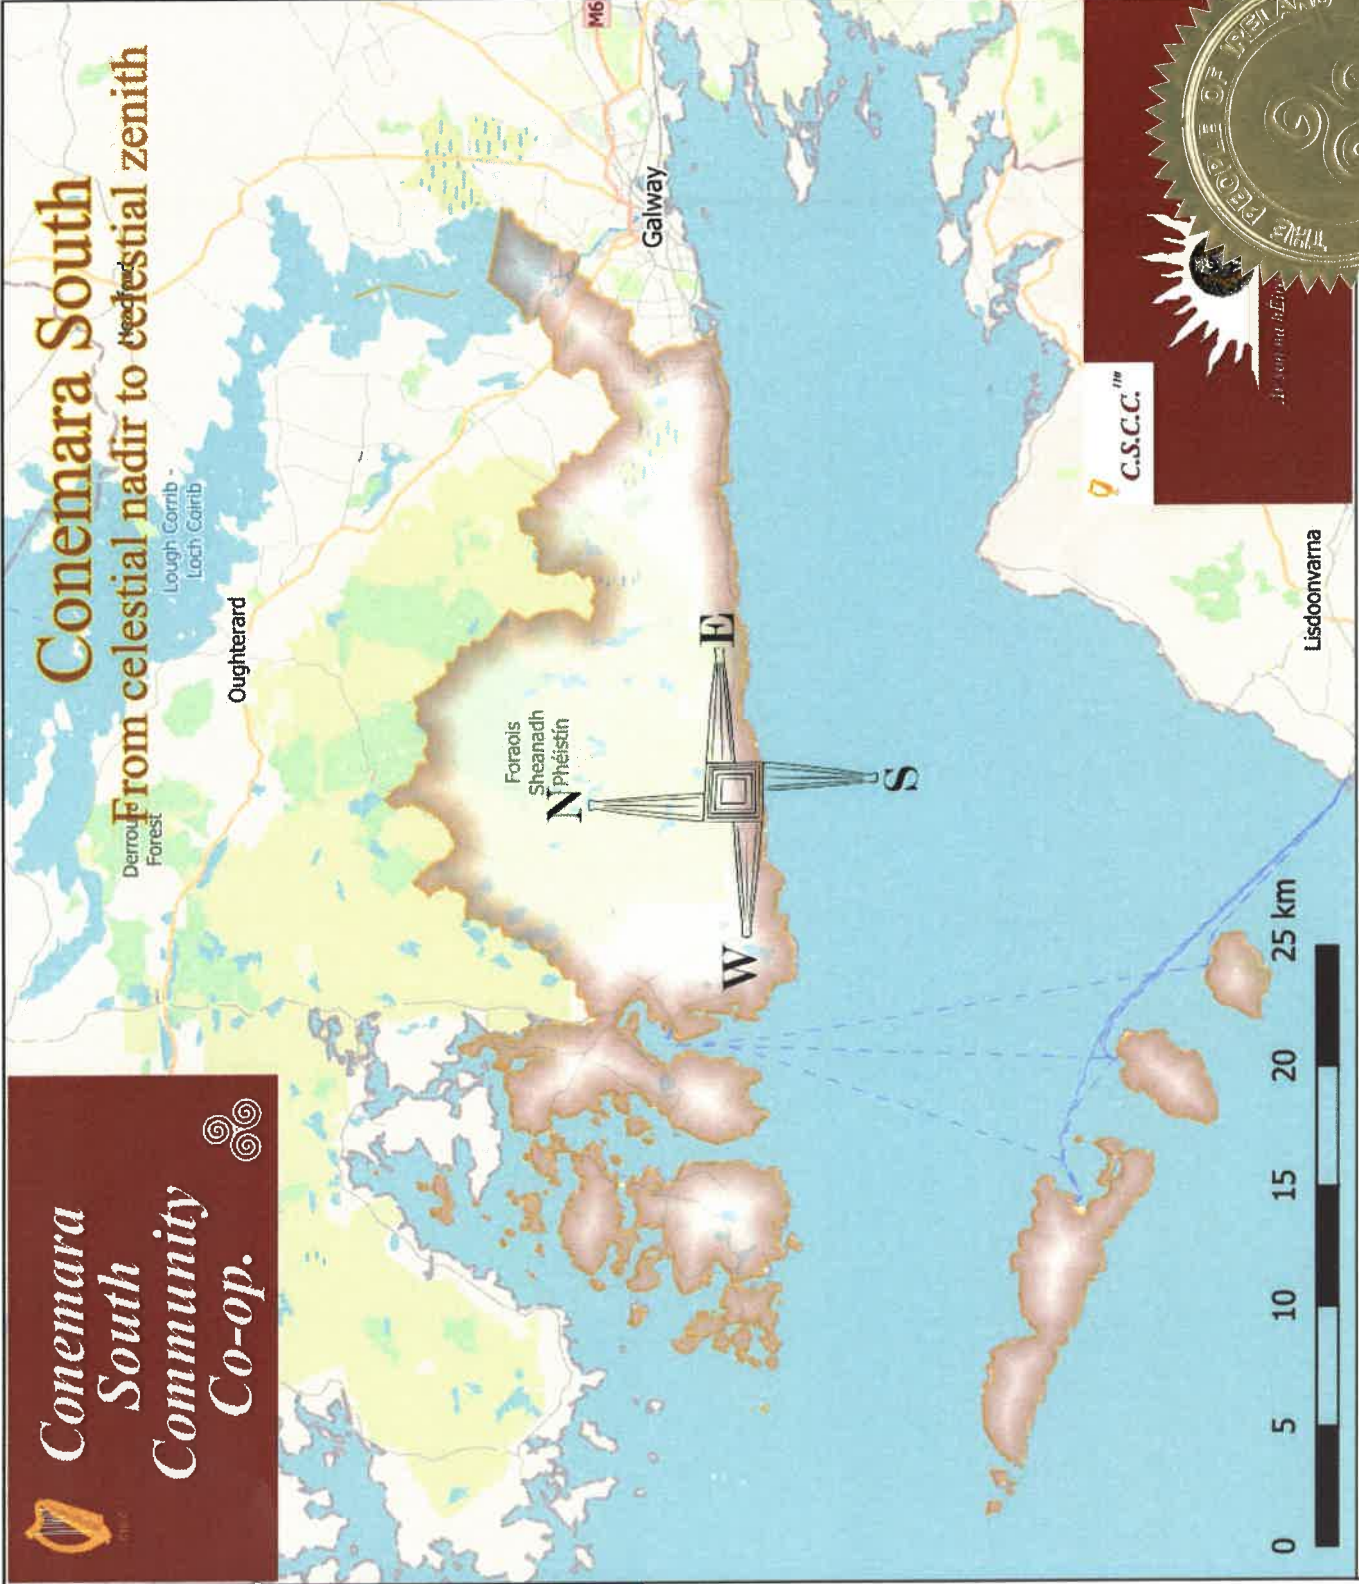 Conemara
South
Community
Co-op.
Conemara South
From celestial nadir to celestial zenith
Headford
Lough Corrib -
Loch Coirib
Oughterard
Forest
M6
Galway
Foraois
Sheanadh
Phéistín
N
W
E
S
C.S.C.C.™
THE PEOPLE OF IRELAND
Lisdoonvarna
0 5 10 15 20 25 km